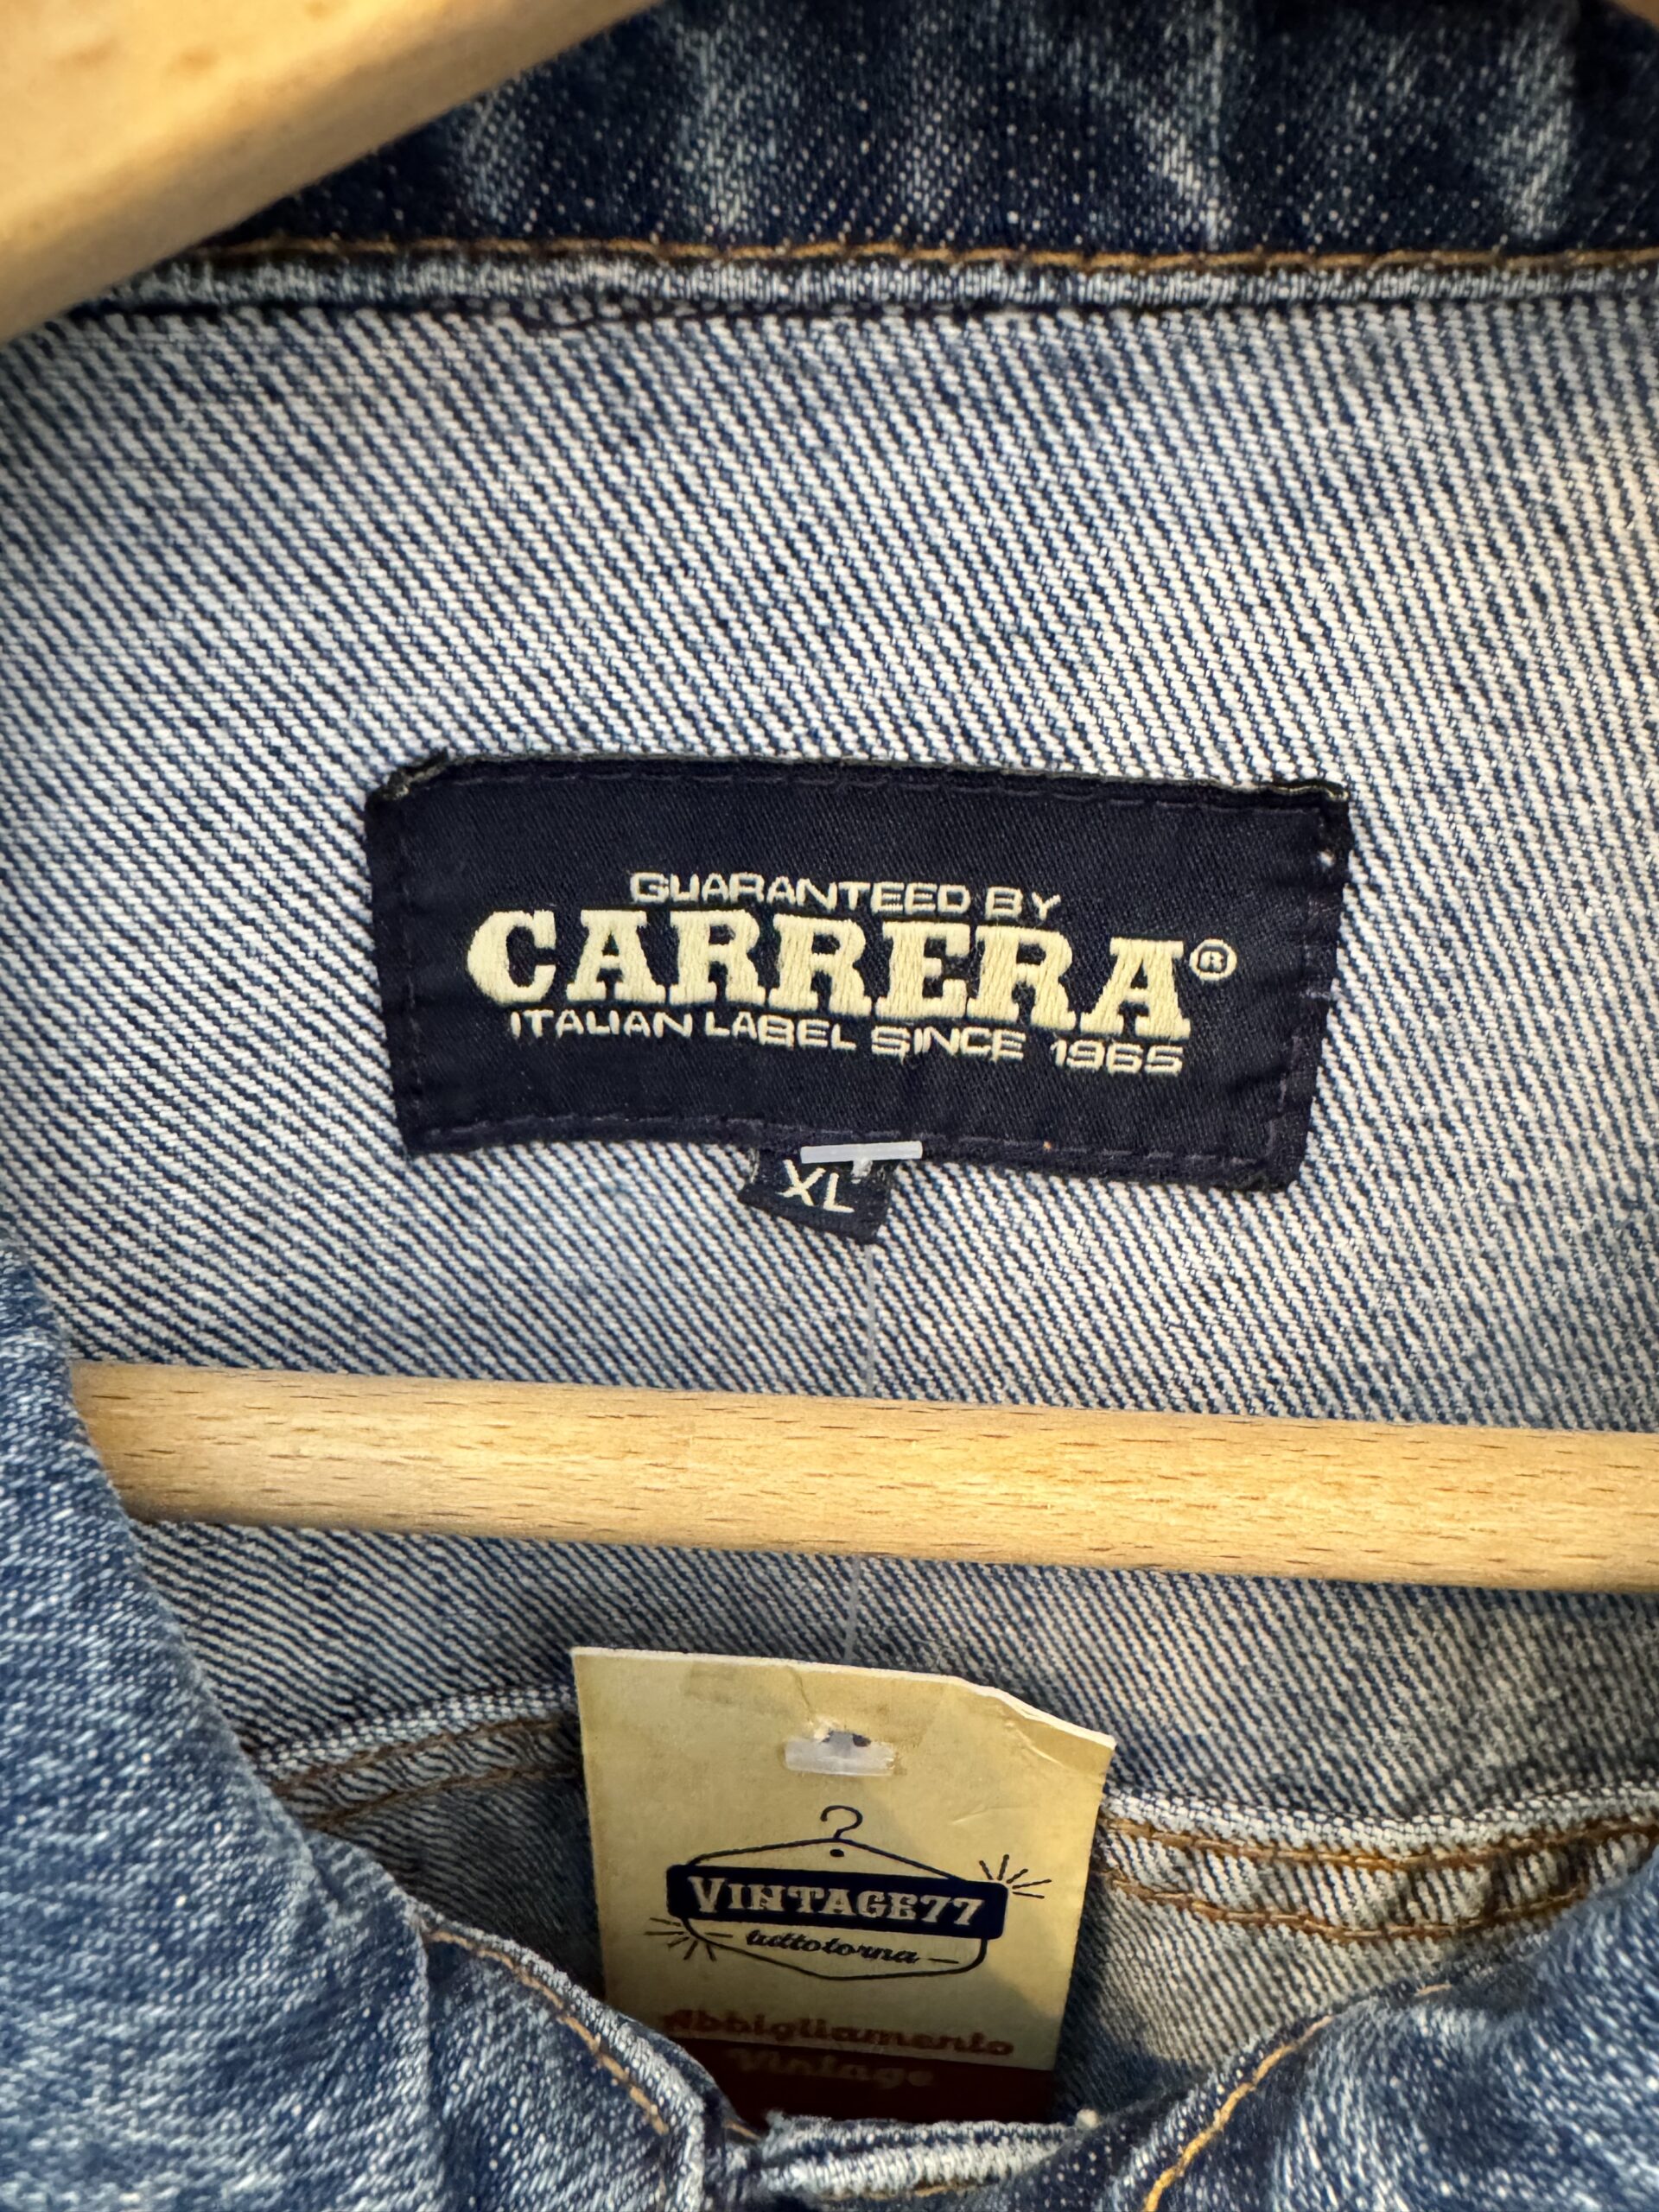 GUARANTEED BY
CARRERA®
ITALIAN LABEL SINCE 1965
XL
VINTAGE77
tuttotorna
Abbigliamento
Vintage